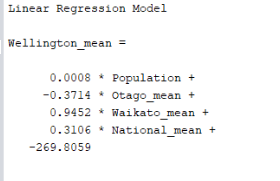 Linear Regression Model
Wellington_mean =
0.0008 * Population +
-0.3714 * Otago_mean +
0.9452 * Waikato_mean +
0.3106 * National_mean +
-269.8059